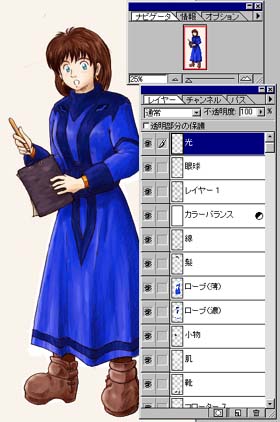 ナビゲータ 情報 オプション
25%
レイヤー チャンネル パス
通常 不透明度: 100 %
透明部分の保護
光
眼球
レイヤー 1
カラーバランス
線
髪
ローブ(薄)
ローブ(濃)
小物
肌
靴